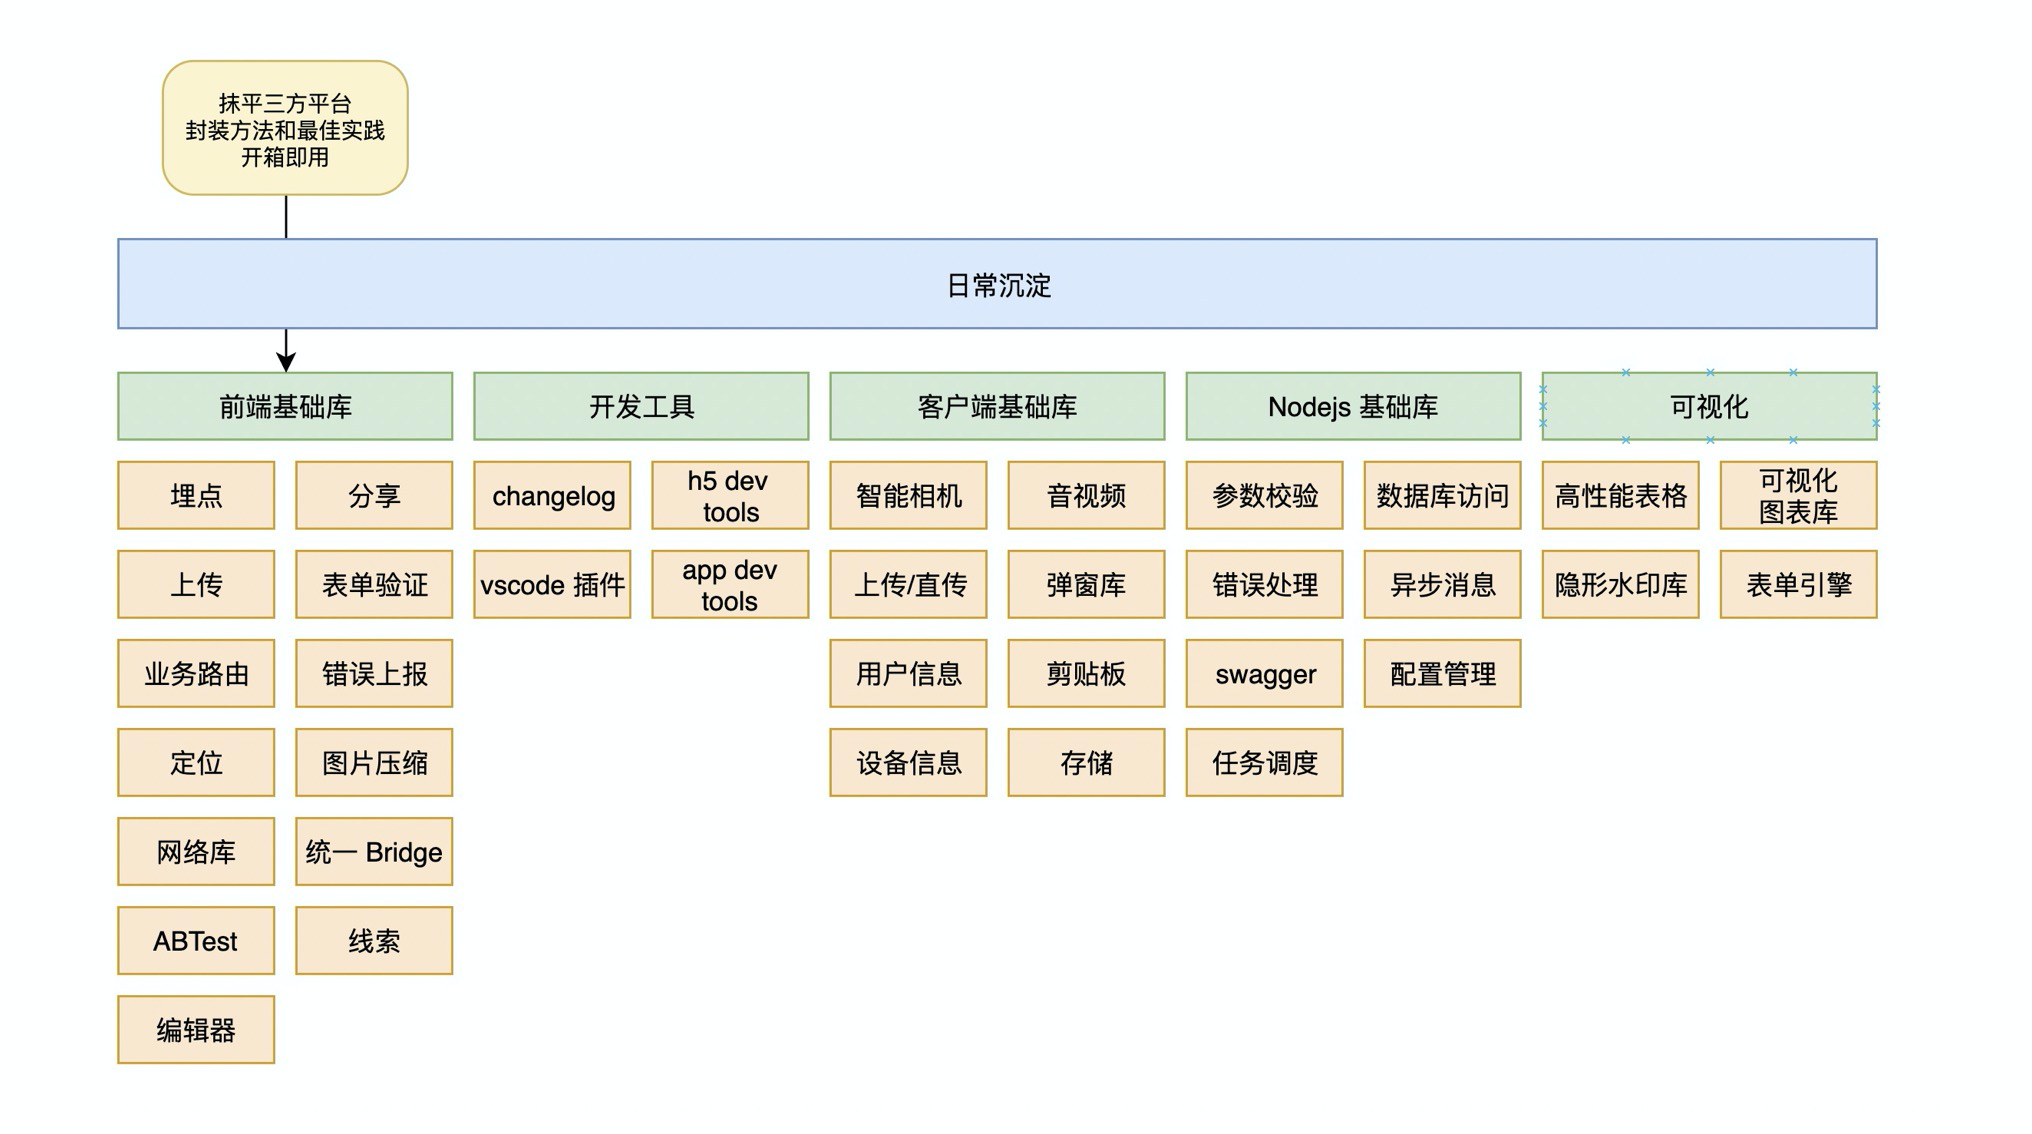 抹平三方平台
封装方法和最佳实践
开箱即用
日常沉淀
前端基础库
开发工具
客户端基础库
Nodejs 基础库
可视化
埋点
分享
changelog
h5 dev
tools
智能相机
音视频
参数校验
数据库访问
高性能表格
可视化
图表库
上传
表单验证
vscode 插件
app dev
tools
上传/直传
弹窗库
错误处理
异步消息
隐形水印库
表单引擎
业务路由
错误上报
用户信息
剪贴板
swagger
配置管理
定位
图片压缩
设备信息
存储
任务调度
网络库
统一 Bridge
ABTest
线索
编辑器